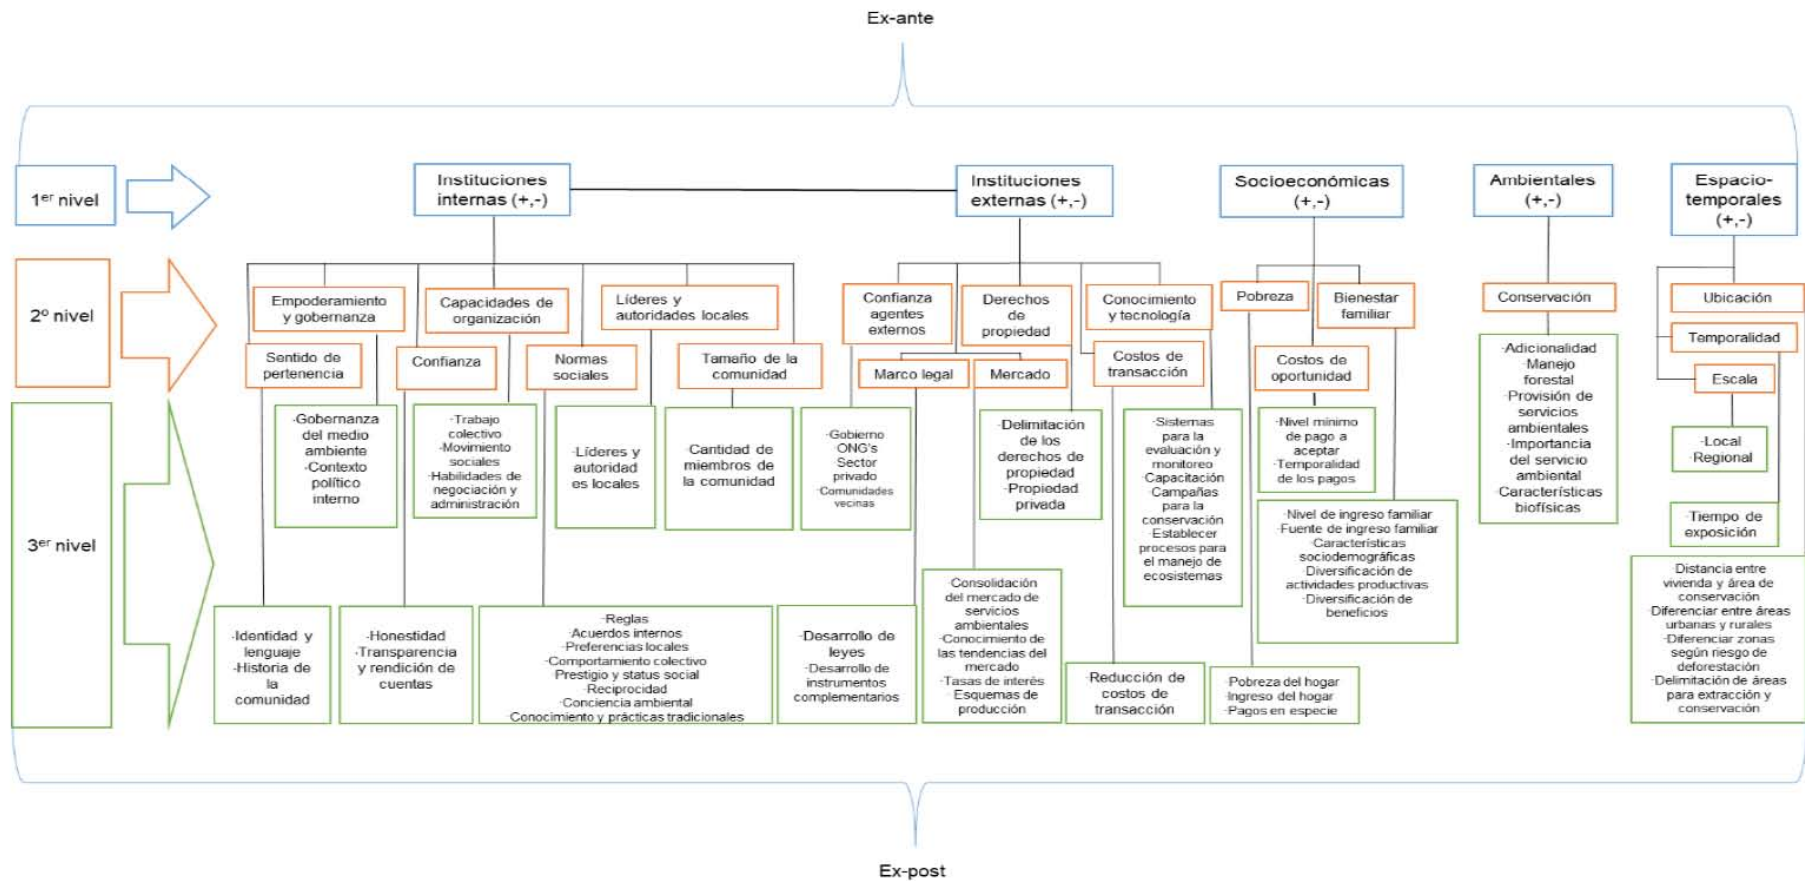 Ex-ante
1er nivel
Instituciones
internas (+,-)
Instituciones
externas (+,-)
Socioeconómicas
(+,-)
Ambientales
(+,-)
Espacio-
temporales
(+,-)
2º nivel
Empoderamiento
y gobernanza
Capacidades de
organización
Líderes y
autoridades locales
Confianza
agentes
externos
Derechos
de
propiedad
Conocimiento
y tecnología
Pobreza
Bienestar
familiar
Conservación
Ubicación
Sentido de
pertenencia
Confianza
Normas
sociales
Tamaño de la
comunidad
Marco legal
Mercado
Costos de
transacción
Costos de
oportunidad
Temporalidad
Escala
3er nivel
·Gobernanza
del medio
ambiente
·Contexto
político
interno
·Trabajo
colectivo
·Movimiento
sociales
·Habilidades de
negociación y
administración
·Líderes y
autoridad
es locales
·Cantidad de
miembros de
la comunidad
·Gobierno
·ONG's
·Sector
privado
·Comunidades
vecinas
·Delimitación
de los
derechos de
propiedad
·Propiedad
privada
·Sistemas
para la
evaluación y
monitoreo
·Capacitación
·Campañas
para la
conservación
·Establecer
procesos para
el manejo de
ecosistemas
·Nivel mínimo
de pago a
aceptar
·Temporalidad
de los pagos
·Nivel de ingreso familiar
·Fuente de ingreso familiar
·Características
sociodemográficas
·Diversificación de
actividades productivas
·Diversificación de
beneficios
·Adicionalidad
·Manejo
forestal
·Provisión de
servicios
ambientales
·Importancia
del servicio
ambiental
·Características
biofísicas
·Local
·Regional
·Tiempo de
exposición
·Identidad y
lenguaje
·Historia de
la
comunidad
·Honestidad
·Transparencia
y rendición de
cuentas
·Reglas
·Acuerdos internos
·Preferencias locales
·Comportamiento colectivo
·Prestigio y status social
·Reciprocidad
·Conciencia ambiental
Conocimiento y prácticas tradicionales
·Desarrollo de
leyes
·Desarrollo de
instrumentos
complementarios
·Consolidación
del mercado de
servicios
ambientales
·Conocimiento de
las tendencias del
mercado
·Tasas de interés
·Esquemas de
producción
·Reducción de
costos de
transacción
·Pobreza del hogar
·Ingreso del hogar
·Pagos en especie
·Distancia entre
vivienda y área de
conservación
·Diferenciar entre áreas
urbanas y rurales
·Diferenciar zonas
según riesgo de
deforestación
·Delimitación de áreas
para extracción y
conservación
Ex-post